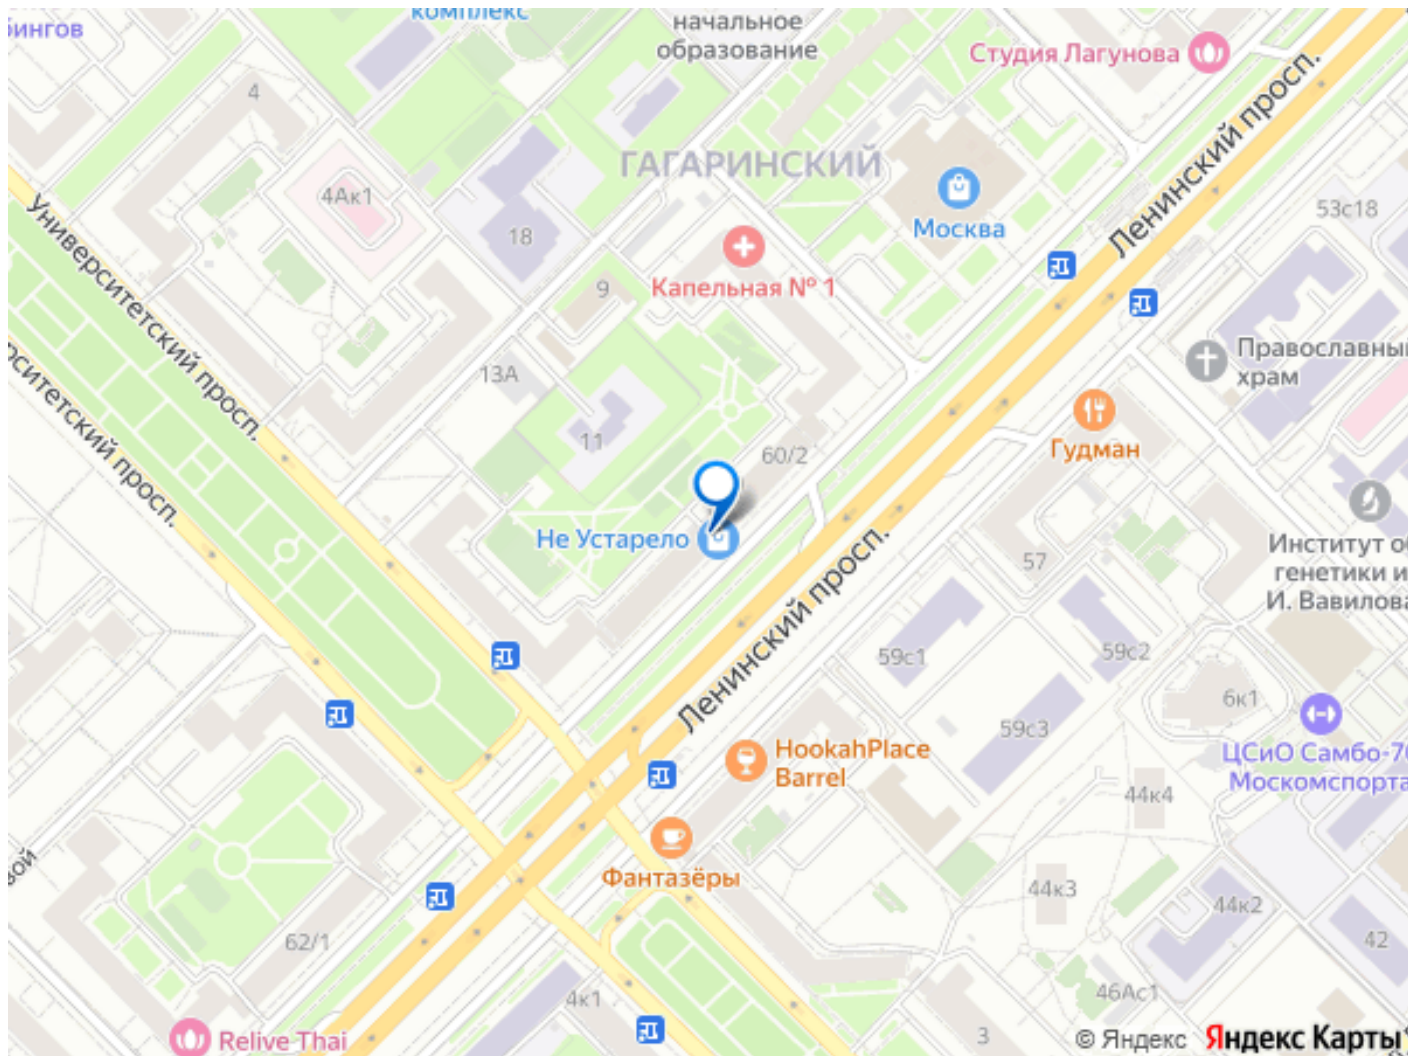 комплекс
начальное
образование
Студия Лагунова
4
4Ак1
18
ГАГАРИНСКИЙ
Москва
53с18
Ленинский просп.
Университетский просп.
Капельная № 1
9
13А
11
60/2
Православны
храм
Гудман
Не Устарело
57
Институт о
генетики и
И. Вавилова
59с1
59с2
59с3
6к1
Ленинский просп.
HookahPlace
Barrel
ЦСиО Самбо-70
Москомспорта
44к4
Фантазёры
44к3
44к2
42
62/1
4к1
46Ас1
3
Relive Thai
© Яндекс Яндекс Карты